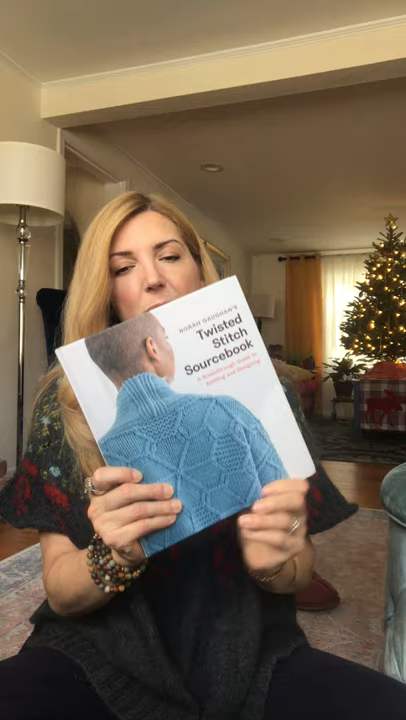 NORAH GAUGHAN'S
Twisted
Stitch
Sourcebook
A Breakthrough Guide to
Knitting and Designing